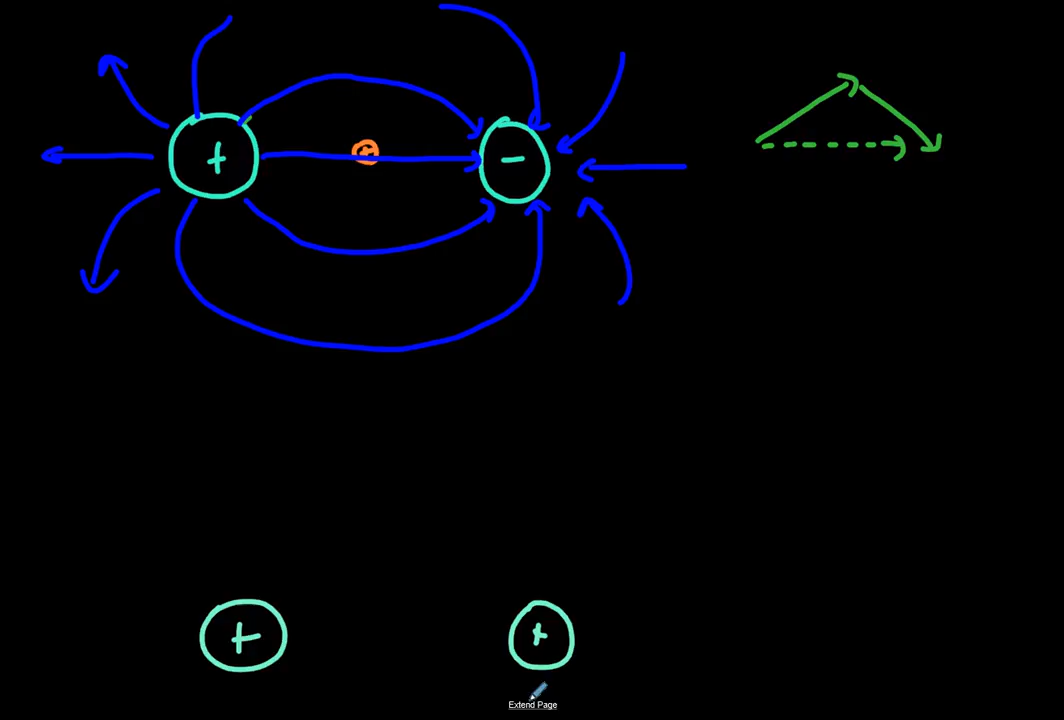 + + −
+ +
Extend Page